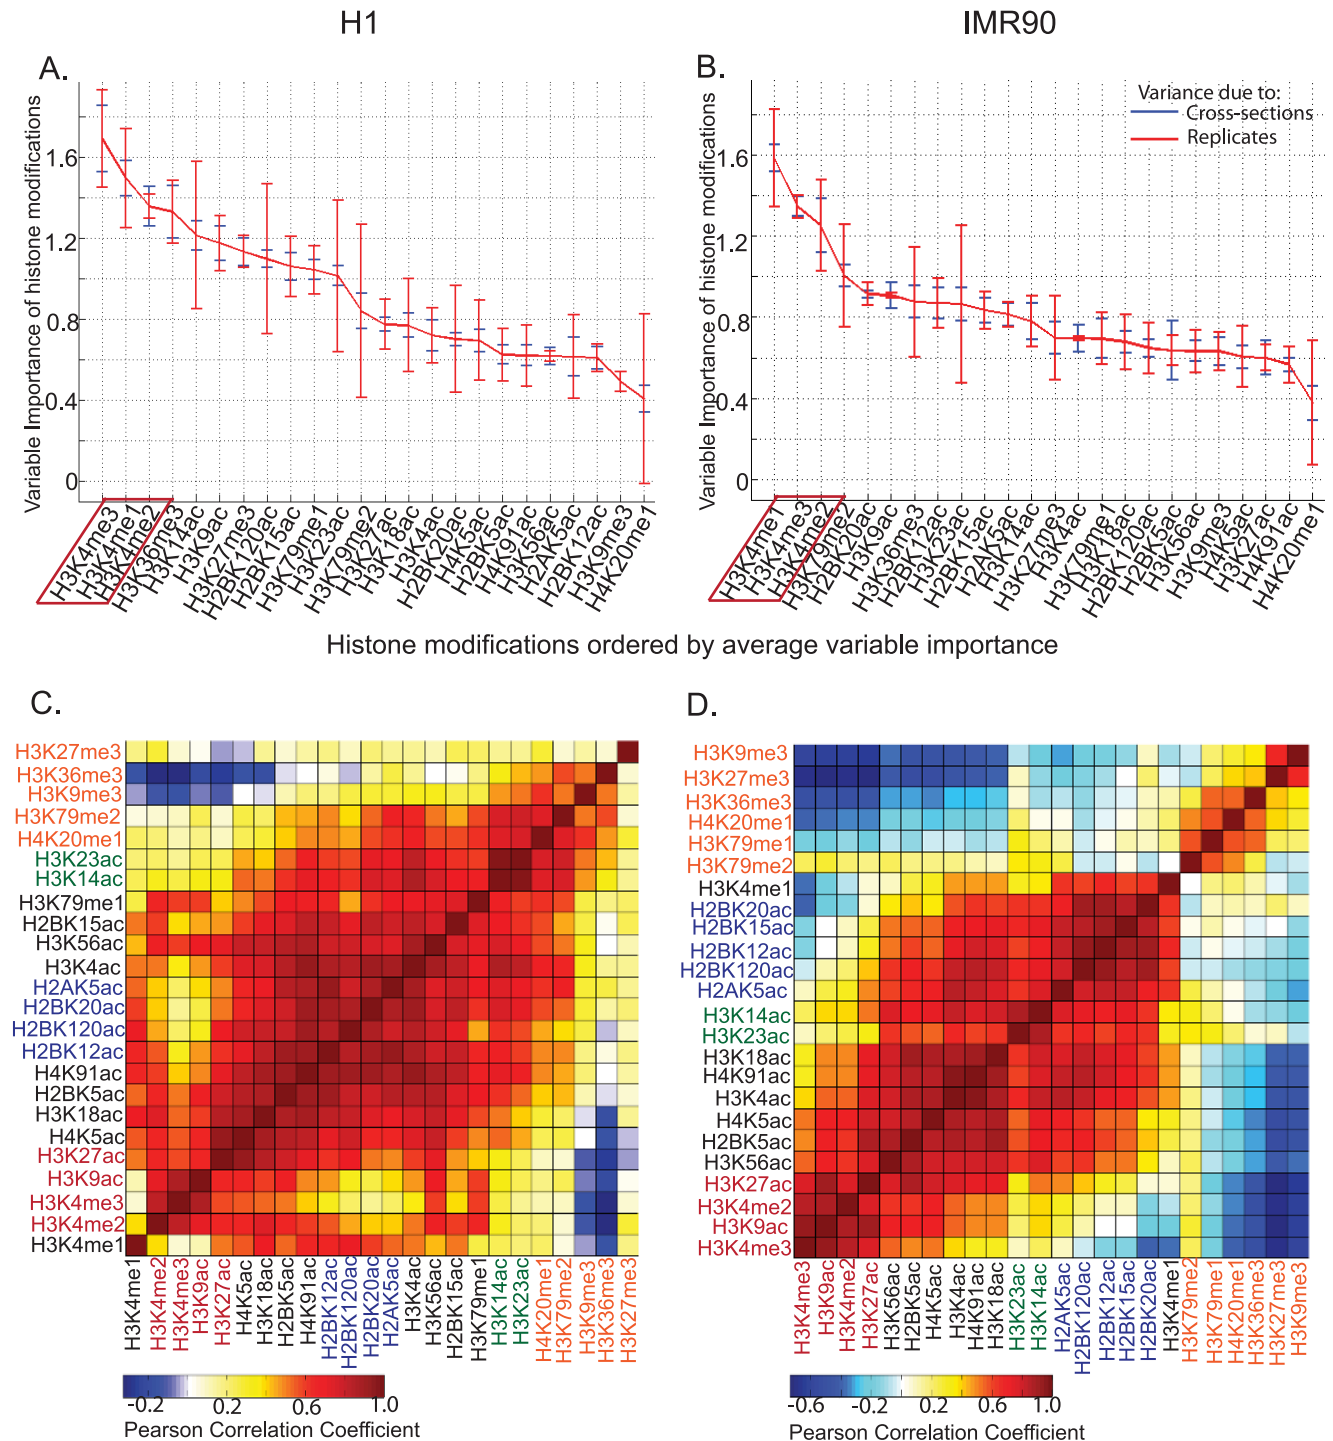 H1
IMR90
A.
Variable Importance of histone modifications
1.6
1.2
0.8
0.4
0
H3K4me3
H3K4me1
H3K4me2
H3K36me3
H3K14ac
H3K9ac
H3K27me3
H2BK120ac
H2BK15ac
H3K79me1
H3K23ac
H3K79me2
H3K27ac
H3K18ac
H3K4ac
H2BK20ac
H4K5ac
H2BK5ac
H4K91ac
H3K56ac
H2AK5ac
H2BK12ac
H3K9me3
H4K20me1
B.
Variable Importance of histone modifications
Variance due to:
Cross-sections
Replicates
1.6
1.2
0.8
0.4
0
H3K4me1
H3K4me3
H3K4me2
H3K79me2
H2BK20ac
H3K9ac
H3K36me3
H2BK12ac
H3K23ac
H2BK15ac
H2AK5ac
H3K14ac
H3K27me3
H3K4ac
H3K79me1
H3K18ac
H2BK120ac
H2BK5ac
H3K56ac
H3K9me3
H4K5ac
H3K27ac
H4K91ac
H4K20me1
Histone modifications ordered by average variable importance
C.
H3K27me3
H3K36me3
H3K9me3
H3K79me2
H4K20me1
H3K23ac
H3K14ac
H3K79me1
H2BK15ac
H3K56ac
H3K4ac
H2AK5ac
H2BK20ac
H2BK120ac
H2BK12ac
H4K91ac
H2BK5ac
H3K18ac
H4K5ac
H3K27ac
H3K9ac
H3K4me3
H3K4me2
H3K4me1
H3K4me1
H3K4me2
H3K4me3
H3K9ac
H3K27ac
H4K5ac
H3K18ac
H2BK5ac
H4K91ac
H2BK12ac
H2BK120ac
H2BK20ac
H2AK5ac
H3K4ac
H3K56ac
H2BK15ac
H3K79me1
H3K14ac
H3K23ac
H4K20me1
H3K79me2
H3K9me3
H3K36me3
H3K27me3
-0.2 0.2 0.6 1.0
Pearson Correlation Coefficient
D.
H3K9me3
H3K27me3
H3K36me3
H4K20me1
H3K79me1
H3K79me2
H3K4me1
H2BK20ac
H2BK15ac
H2BK12ac
H2BK120ac
H2AK5ac
H3K14ac
H3K23ac
H3K18ac
H4K91ac
H3K4ac
H4K5ac
H2BK5ac
H3K56ac
H3K27ac
H3K4me2
H3K9ac
H3K4me3
H3K4me3
H3K9ac
H3K4me2
H3K27ac
H3K56ac
H2BK5ac
H4K5ac
H3K4ac
H4K91ac
H3K18ac
H3K23ac
H3K14ac
H2AK5ac
H2BK120ac
H2BK12ac
H2BK15ac
H2BK20ac
H3K4me1
H3K79me2
H3K79me1
H4K20me1
H3K36me3
H3K27me3
H3K9me3
-0.6 -0.2 0.2 0.6 1.0
Pearson Correlation Coefficient